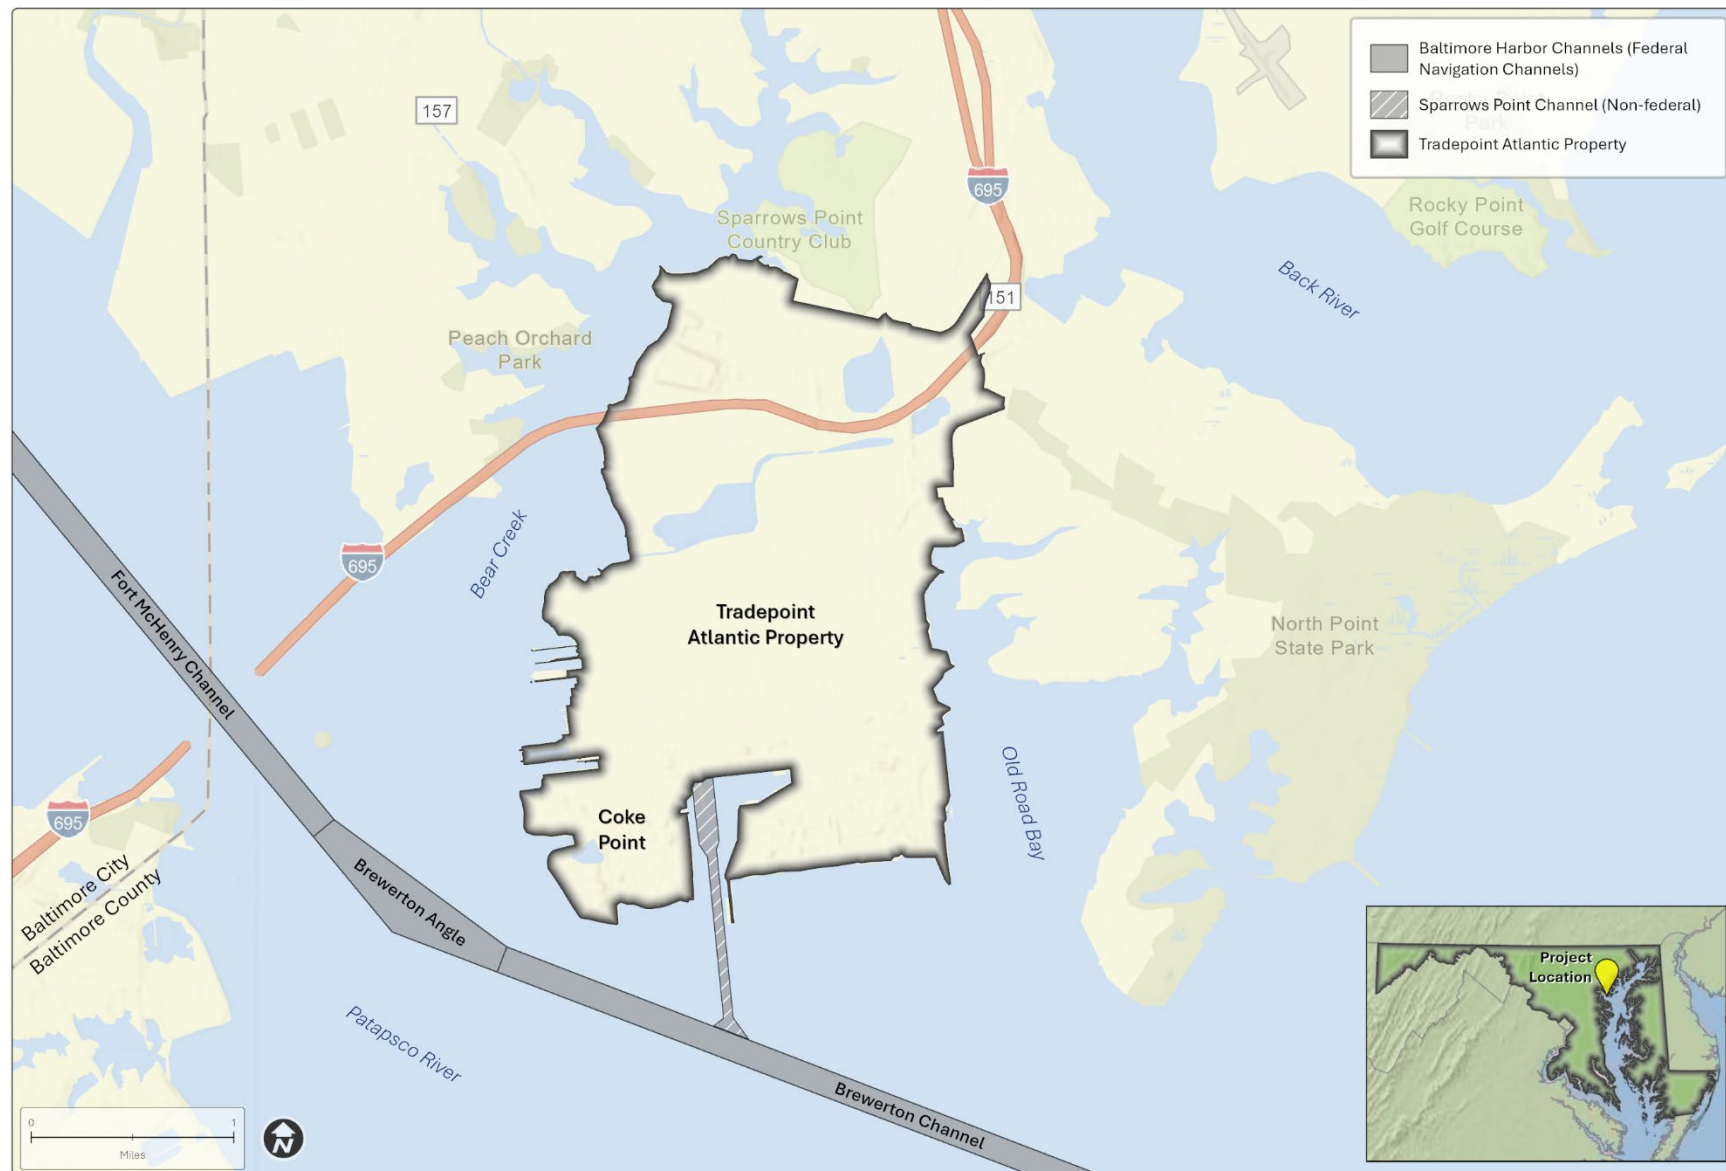 Baltimore Harbor Channels (Federal
Navigation Channels)
Sparrows Point Channel (Non-federal)
Tradepoint Atlantic Property
157
695
Sparrows Point
Country Club
Rocky Point
Golf Course
Back River
151
Peach Orchard
Park
Bear Creek
695
Fort McHenry Channel
Tradepoint
Atlantic Property
North Point
State Park
Old Road Bay
695
Coke
Point
Baltimore City
Baltimore County
Brewerton Angle
Patapsco River
Brewerton Channel
Project
Location
0 1
Miles
N